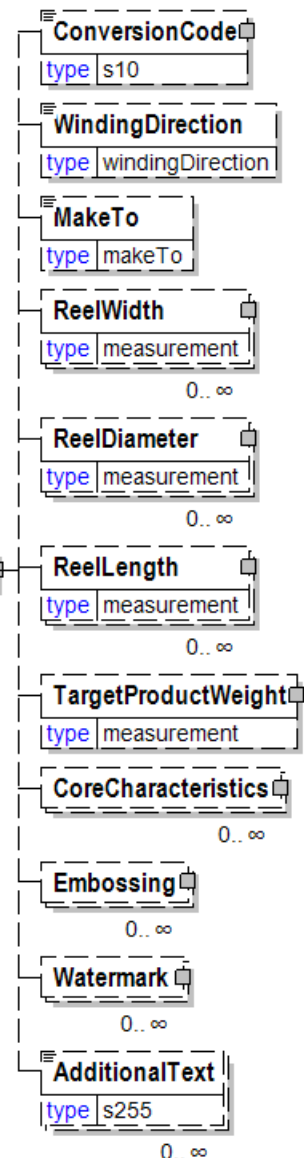 ConversionCode
type s10
WindingDirection
type windingDirection
MakeTo
type makeTo
ReelWidth
type measurement
0.. ∞
ReelDiameter
type measurement
0.. ∞
ReelLength
type measurement
0.. ∞
TargetProductWeight
type measurement
CoreCharacteristics
0.. ∞
Embossing
0.. ∞
Watermark
0.. ∞
AdditionalText
type s255
0.. ∞